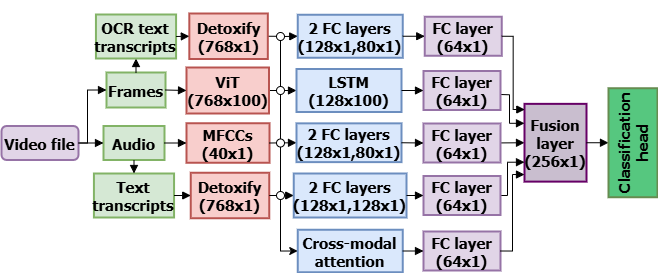 OCR text
transcripts
Detoxify
(768x1)
2 FC layers
(128x1,80x1)
FC layer
(64x1)
Frames
ViT
(768x100)
LSTM
(128x100)
FC layer
(64x1)
Video file
Audio
MFCCs
(40x1)
2 FC layers
(128x1,80x1)
FC layer
(64x1)
Fusion
layer
(256x1)
Classification
head
Text
transcripts
Detoxify
(768x1)
2 FC layers
(128x1,128x1)
FC layer
(64x1)
Cross-modal
attention
FC layer
(64x1)